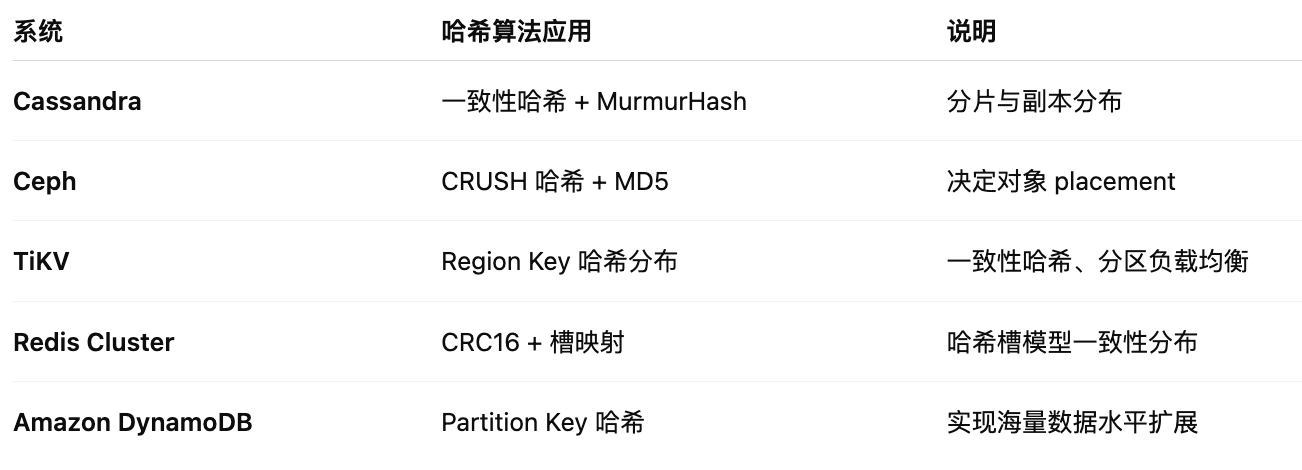 系统 哈希算法应用 说明
Cassandra 一致性哈希 + MurmurHash 分片与副本分布
Ceph CRUSH 哈希 + MD5 决定对象 placement
TiKV Region Key 哈希分布 一致性哈希、分区负载均衡
Redis Cluster CRC16 + 槽映射 哈希槽模型一致性分布
Amazon DynamoDB Partition Key 哈希 实现海量数据水平扩展